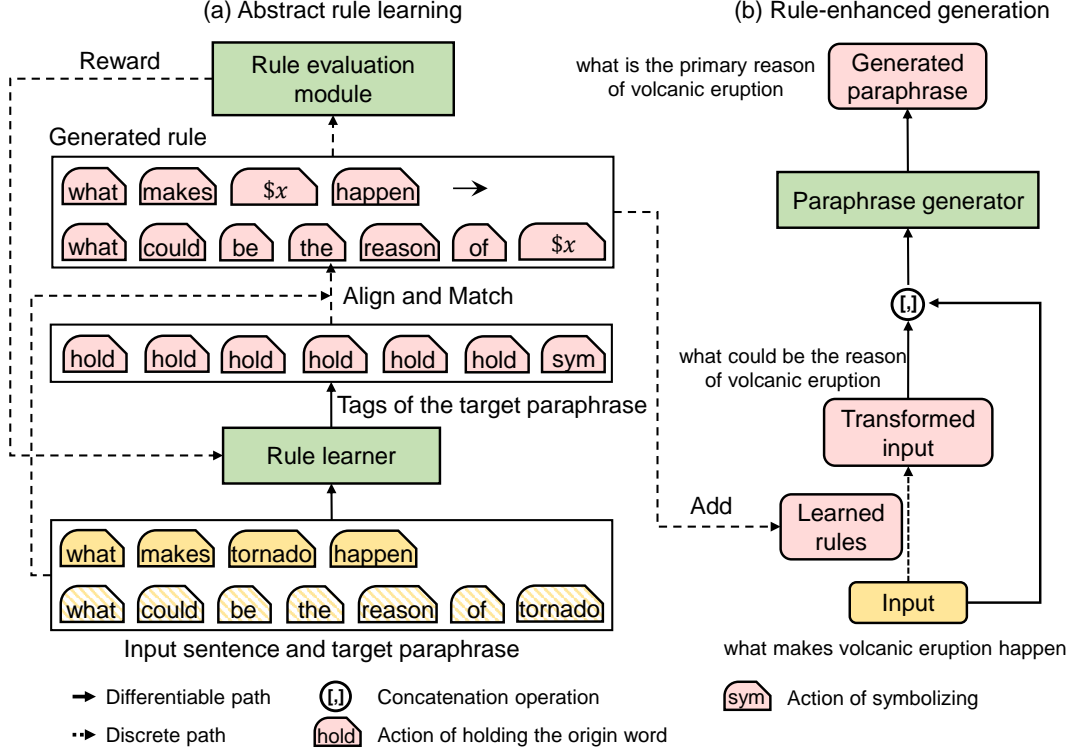 (a) Abstract rule learning
Reward
Rule evaluation
module
Generated rule
what makes $x happen →
what could be the reason of $x
Align and Match
hold hold hold hold hold hold sym
Tags of the target paraphrase
Rule learner
what makes tornado happen
what could be the reason of tornado
Input sentence and target paraphrase
(b) Rule-enhanced generation
what is the primary reason
of volcanic eruption
Generated
paraphrase
Paraphrase generator
[,]
what could be the reason
of volcanic eruption
Transformed
input
Add
Learned
rules
Input
what makes volcanic eruption happen
Differentiable path
[,] Concatenation operation
sym Action of symbolizing
Discrete path
hold Action of holding the origin word